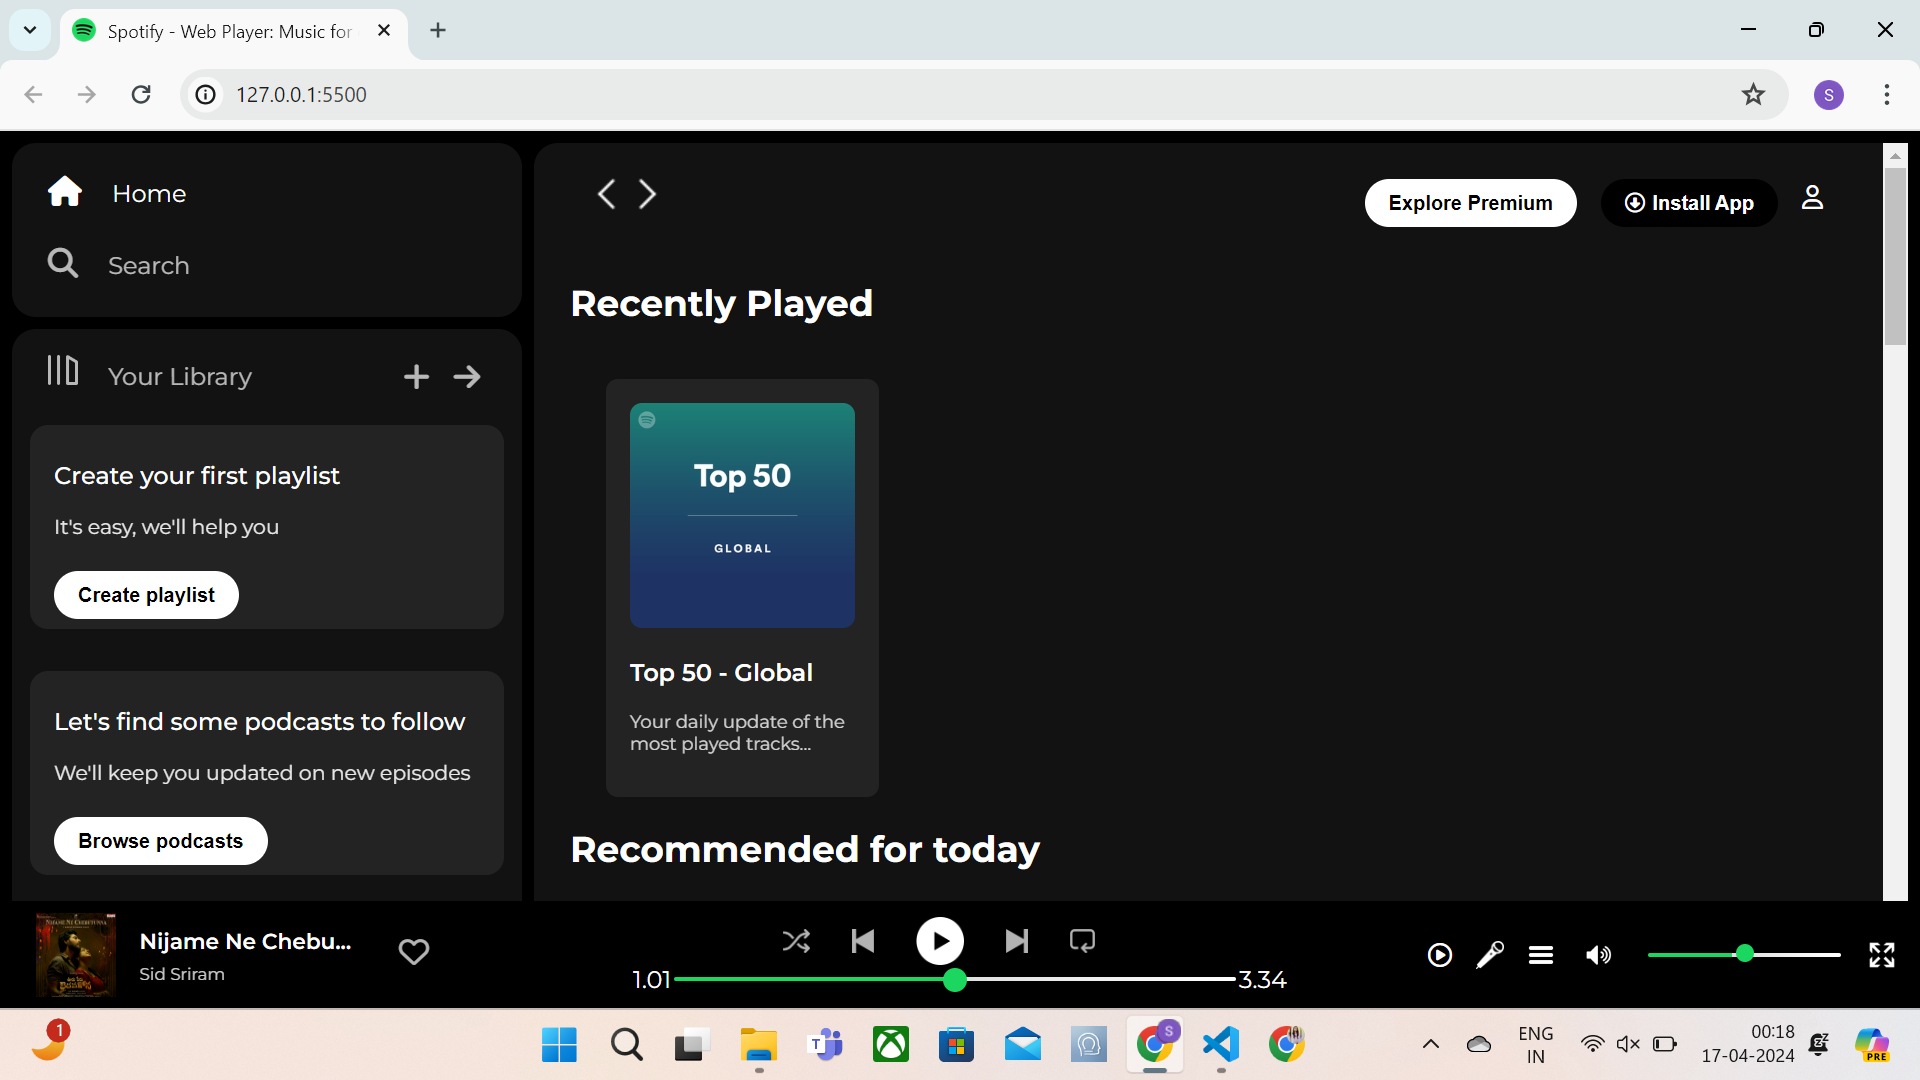 Spotify - Web Player: Music for
127.0.0.1:5500
S
Home
Search
Your Library
Create your first playlist
It's easy, we'll help you
Create playlist
Let's find some podcasts to follow
We'll keep you updated on new episodes
Browse podcasts
Explore Premium
Install App
Recently Played
Top 50
GLOBAL
Top 50 - Global
Your daily update of the
most played tracks...
Recommended for today
NIJAME NE CHEBUTUNNA
Nijame Ne Chebu...
Sid Sriram
1.01
3.34
1
T
S
ENG
IN
00:18
17-04-2024
PRE